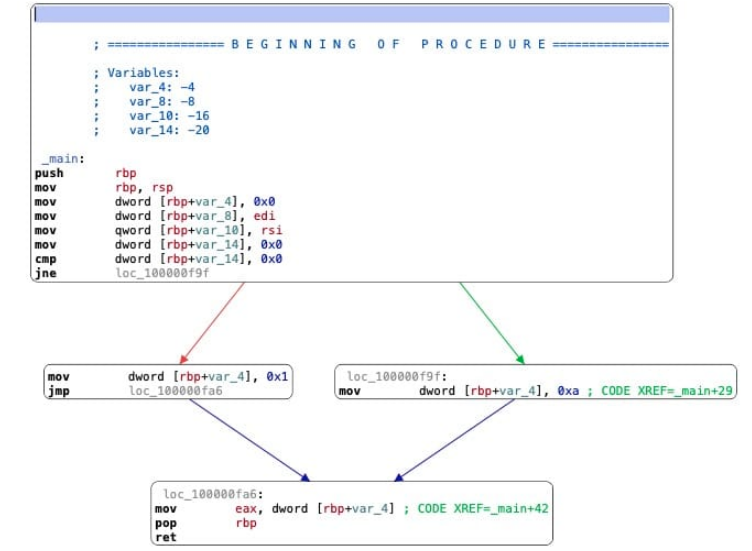 ; ================ B E G I N N I N G   O F   P R O C E D U R E ================
; Variables:
;    var_4: -4
;    var_8: -8
;    var_10: -16
;    var_14: -20
_main:
push rbp
mov rbp, rsp
mov dword [rbp+var_4], 0x0
mov dword [rbp+var_8], edi
mov qword [rbp+var_10], rsi
mov dword [rbp+var_14], 0x0
cmp dword [rbp+var_14], 0x0
jne loc_100000f9f
mov dword [rbp+var_4], 0x1
jmp loc_100000fa6
loc_100000f9f:
mov dword [rbp+var_4], 0xa ; CODE XREF=_main+29
loc_100000fa6:
mov eax, dword [rbp+var_4] ; CODE XREF=_main+42
pop rbp
ret